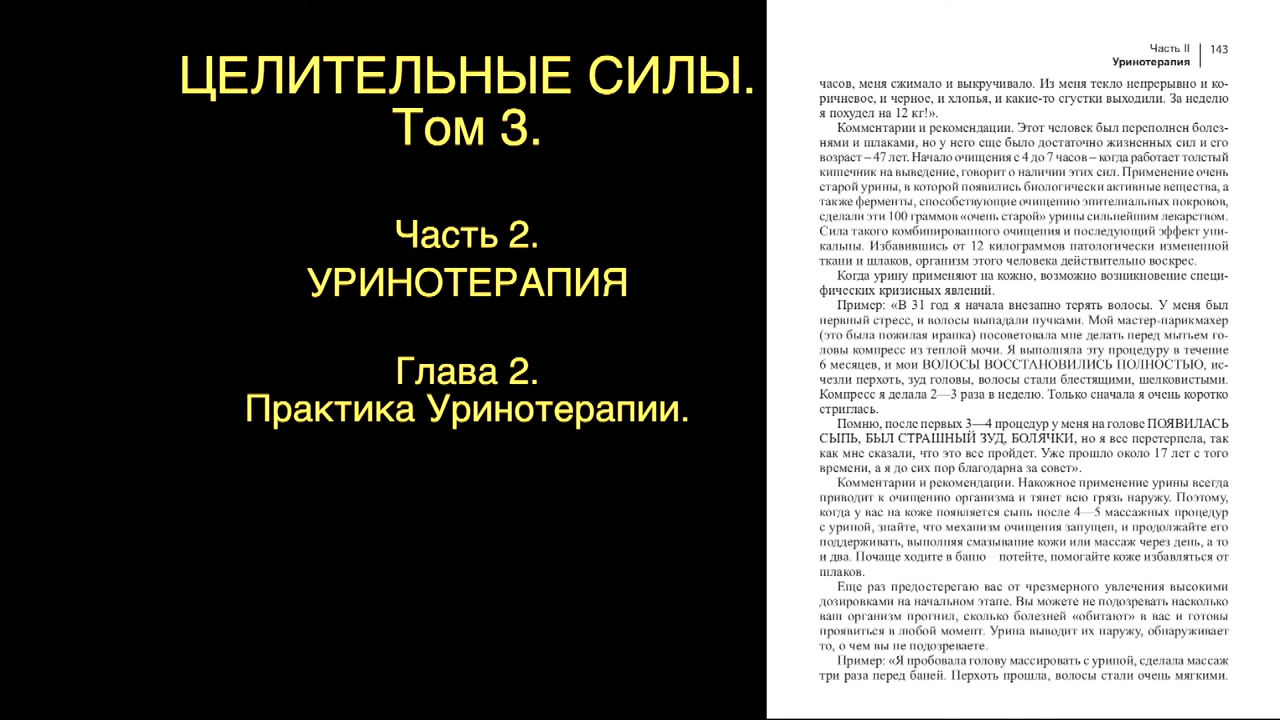 ЦЕЛИТЕЛЬНЫЕ СИЛЫ.
Том 3.
Часть 2.
УРИНОТЕРАПИЯ
Глава 2.
Практика Уринотерапии.
Часть II
Уринотерапия
143
часов, меня сжимало и выкручивало. Из меня текло непрерывно и ко-
ричневое, и черное, и хлопья, и какие-то сгустки выходили. За неделю
я похудел на 12 кг!».
Комментарии и рекомендации. Этот человек был переполнен болез-
нями и шлаками, но у него еще было достаточно жизненных сил и его
возраст – 47 лет. Начало очищения с 4 до 7 часов – когда работает толстый
кишечник на выведение, говорит о наличии этих сил. Применение очень
старой урины, в которой появились биологически активные вещества, а
также ферменты, способствующие очищению эпителиальных покровов,
сделали эти 100 граммов «очень старой» урины сильнейшим лекарством.
Сила такого комбинированного очищения и последующий эффект уни-
кальны. Избавившись от 12 килограммов патологически измененной
ткани и шлаков, организм этого человека действительно воскрес.
Когда урину применяют на кожно, возможно возникновение специ-
фических кризисных явлений.
Пример: «В 31 год я начала внезапно терять волосы. У меня был
нервный стресс, и волосы выпадали пучками. Мой мастер-парикмахер
(это была пожилая иранка) посоветовала мне делать перед мытьем го-
ловы компресс из теплой мочи. Я выполняла эту процедуру в течение
6 месяцев, и мои ВОЛОСЫ ВОССТАНОВИЛИСЬ ПОЛНОСТЬЮ, ис-
чезли перхоть, зуд головы, волосы стали блестящими, шелковистыми.
Компресс я делала 2—3 раза в неделю. Только сначала я очень коротко
стриглась.
Помню, после первых 3—4 процедур у меня на голове ПОЯВИЛАСЬ
СЫПЬ, БЫЛ СТРАШНЫЙ ЗУД, БОЛЯЧКИ, но я все перетерпела, так
как мне сказали, что это все пройдет. Уже прошло около 17 лет с того
времени, а я до сих пор благодарна за совет».
Комментарии и рекомендации. Накожное применение урины всегда
приводит к очищению организма и тянет всю грязь наружу. Поэтому,
когда у вас на коже появляется сыпь после 4—5 массажных процедур
с уриной, знайте, что механизм очищения запущен, и продолжайте его
поддерживать, выполняя смазывание кожи или массаж через день, а то
и два. Почаще ходите в баню – потейте, помогайте коже избавляться от
шлаков.
Еще раз предостерегаю вас от чрезмерного увлечения высокими
дозировками на начальном этапе. Вы можете не подозревать насколько
ваш организм прогнил, сколько болезней «обитают» в вас и готовы
проявиться в любой момент. Урина выводит их наружу, обнаруживает
то, о чем вы не подозреваете.
Пример: «Я пробовала голову массировать с уриной, сделала массаж
три раза перед баней. Перхоть прошла, волосы стали очень мягкими.